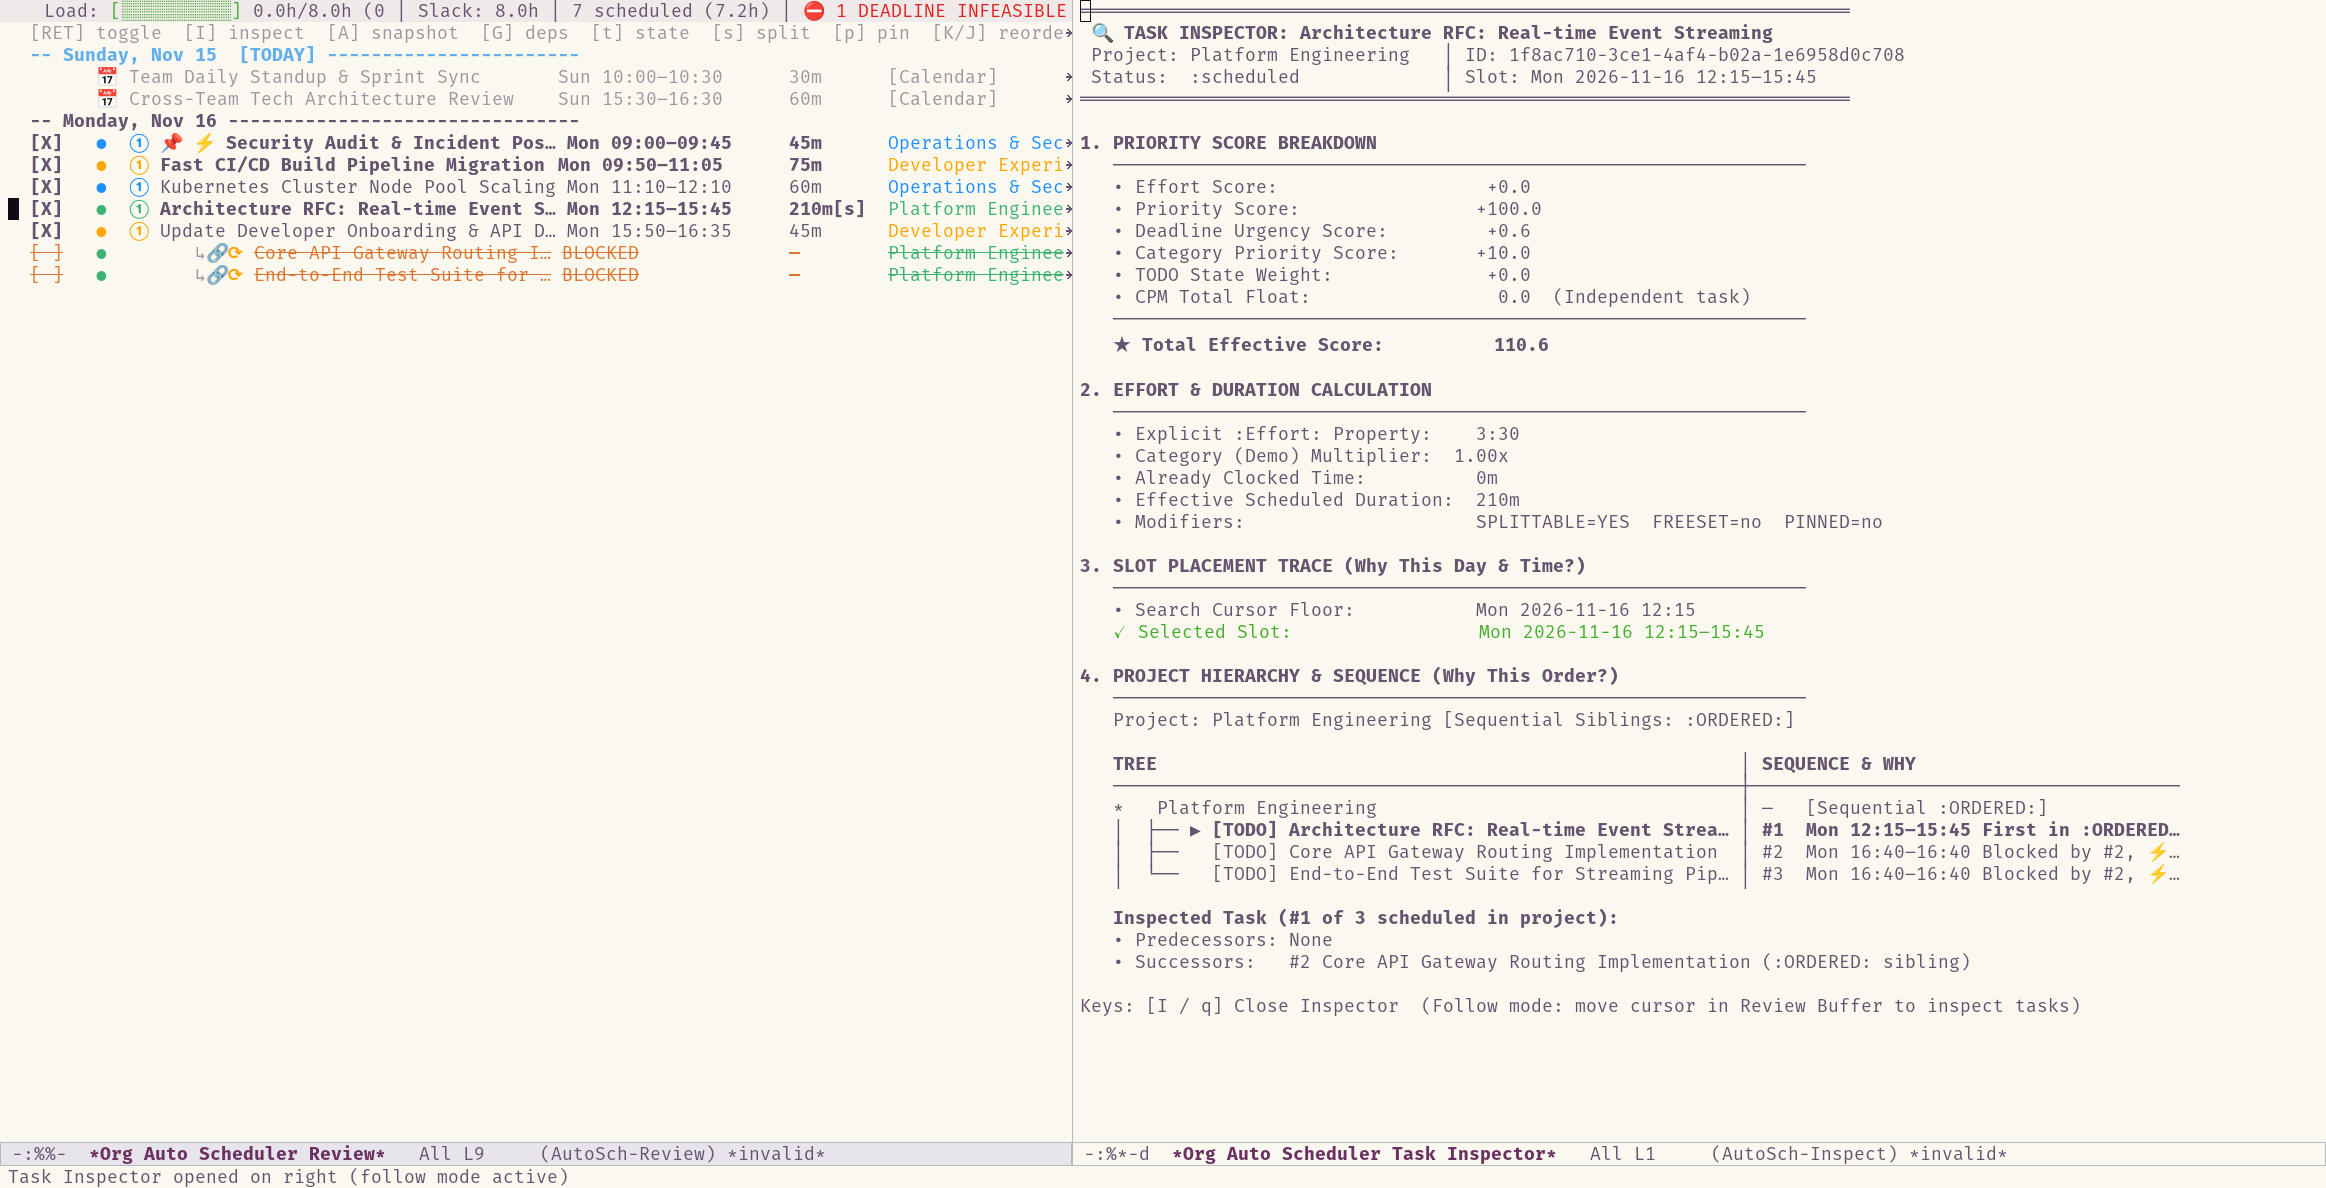 Load: [▒▒▒▒▒▒▒▒▒▒] 0.0h/8.0h (0 │ Slack: 8.0h │ 7 scheduled (7.2h) │ ⛔ 1 DEADLINE INFEASIBLE
[RET] toggle  [I] inspect  [A] snapshot  [G] deps  [t] state  [s] split  [p] pin  [K/J] reorde
-- Sunday, Nov 15  [TODAY] -----------------------
📅 Team Daily Standup & Sprint Sync       Sun 10:00–10:30      30m      [Calendar]
📅 Cross-Team Tech Architecture Review    Sun 15:30–16:30      60m      [Calendar]
-- Monday, Nov 16 --------------------------------
[X]   ●  ① 📌 ⚡ Security Audit & Incident Pos… Mon 09:00–09:45     45m      Operations & Sec
[X]   ●  ① Fast CI/CD Build Pipeline Migration Mon 09:50–11:05      75m      Developer Experi
[X]   ●  ① Kubernetes Cluster Node Pool Scaling Mon 11:10–12:10     60m      Operations & Sec
[X]   ●  ① Architecture RFC: Real-time Event S… Mon 12:15–15:45     210m[s]  Platform Enginee
[X]   ●  ① Update Developer Onboarding & API D… Mon 15:50–16:35     45m      Developer Experi
[ ]   ●        ↳🔗⟳ Core API Gateway Routing I… BLOCKED              —        Platform Enginee
[ ]   ●        ↳🔗⟳ End-to-End Test Suite for … BLOCKED              —        Platform Enginee
-:%%-  *Org Auto Scheduler Review*   All L9     (AutoSch-Review) *invalid*
Task Inspector opened on right (follow mode active)
🔍 TASK INSPECTOR: Architecture RFC: Real-time Event Streaming
Project: Platform Engineering   │ ID: 1f8ac710-3ce1-4af4-b02a-1e6958d0c708
Status:  :scheduled             │ Slot: Mon 2026-11-16 12:15–15:45
1. PRIORITY SCORE BREAKDOWN
• Effort Score:                   +0.0
• Priority Score:                +100.0
• Deadline Urgency Score:         +0.6
• Category Priority Score:       +10.0
• TODO State Weight:              +0.0
• CPM Total Float:                 0.0  (Independent task)
★ Total Effective Score:          110.6
2. EFFORT & DURATION CALCULATION
• Explicit :Effort: Property:    3:30
• Category (Demo) Multiplier:  1.00x
• Already Clocked Time:          0m
• Effective Scheduled Duration:  210m
• Modifiers:                     SPLITTABLE=YES  FREESET=no  PINNED=no
3. SLOT PLACEMENT TRACE (Why This Day & Time?)
• Search Cursor Floor:           Mon 2026-11-16 12:15
✓ Selected Slot:                 Mon 2026-11-16 12:15–15:45
4. PROJECT HIERARCHY & SEQUENCE (Why This Order?)
Project: Platform Engineering [Sequential Siblings: :ORDERED:]
TREE │ SEQUENCE & WHY
*   Platform Engineering │ —   [Sequential :ORDERED:]
│  ├── ▶ [TODO] Architecture RFC: Real-time Event Strea… │ #1  Mon 12:15–15:45 First in :ORDERED…
│  ├──   [TODO] Core API Gateway Routing Implementation  │ #2  Mon 16:40–16:40 Blocked by #2, ⚡…
│  └──   [TODO] End-to-End Test Suite for Streaming Pip… │ #3  Mon 16:40–16:40 Blocked by #2, ⚡…
Inspected Task (#1 of 3 scheduled in project):
• Predecessors: None
• Successors:   #2 Core API Gateway Routing Implementation (:ORDERED: sibling)
Keys: [I / q] Close Inspector  (Follow mode: move cursor in Review Buffer to inspect tasks)
-:%*-d  *Org Auto Scheduler Task Inspector*   All L1     (AutoSch-Inspect) *invalid*